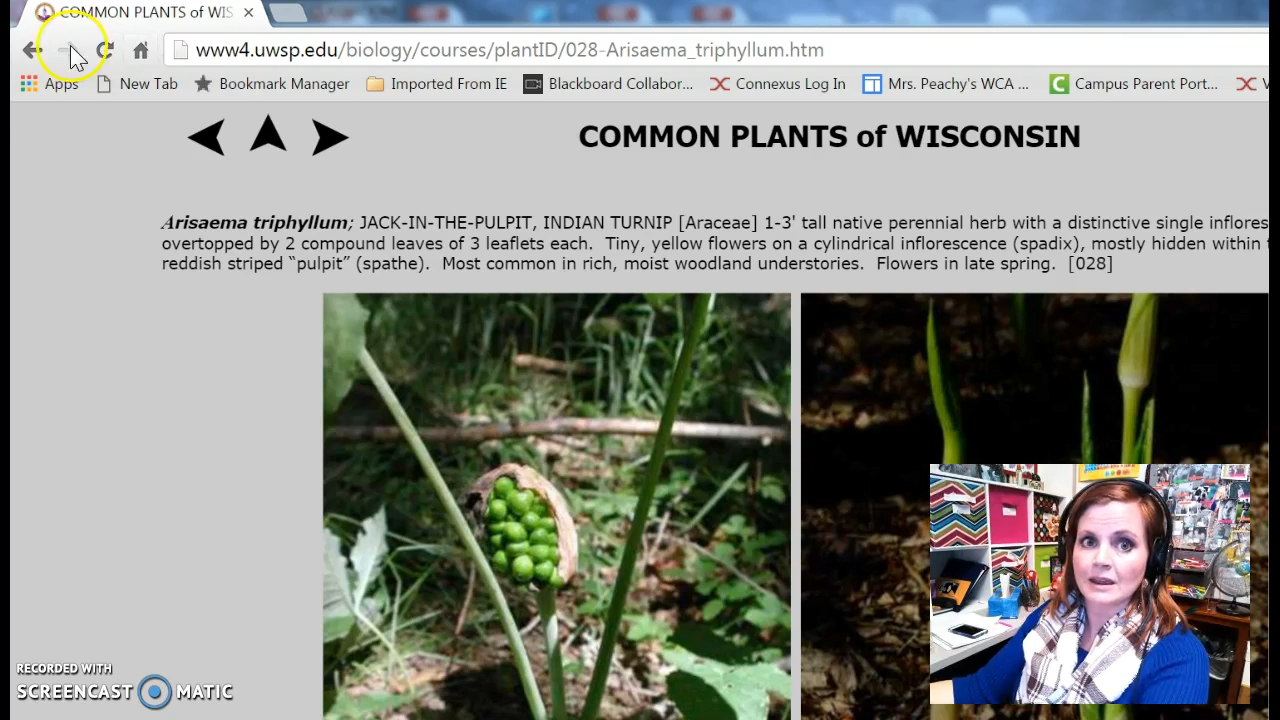 COMMON PLANTS of WIS
www4.uwsp.edu/biology/courses/plantID/028-Arisaema_triphyllum.htm
Apps New Tab Bookmark Manager Imported From IE Blackboard Collabor... Connexus Log In Mrs. Peachy's WCA ... Campus Parent Port...
COMMON PLANTS of WISCONSIN
Arisaema triphyllum; JACK-IN-THE-PULPIT, INDIAN TURNIP [Araceae] 1-3' tall native perennial herb with a distinctive single inflores
overtopped by 2 compound leaves of 3 leaflets each. Tiny, yellow flowers on a cylindrical inflorescence (spadix), mostly hidden within
reddish striped “pulpit” (spathe). Most common in rich, moist woodland understories. Flowers in late spring. [028]
RECORDED WITH
SCREENCAST MATIC